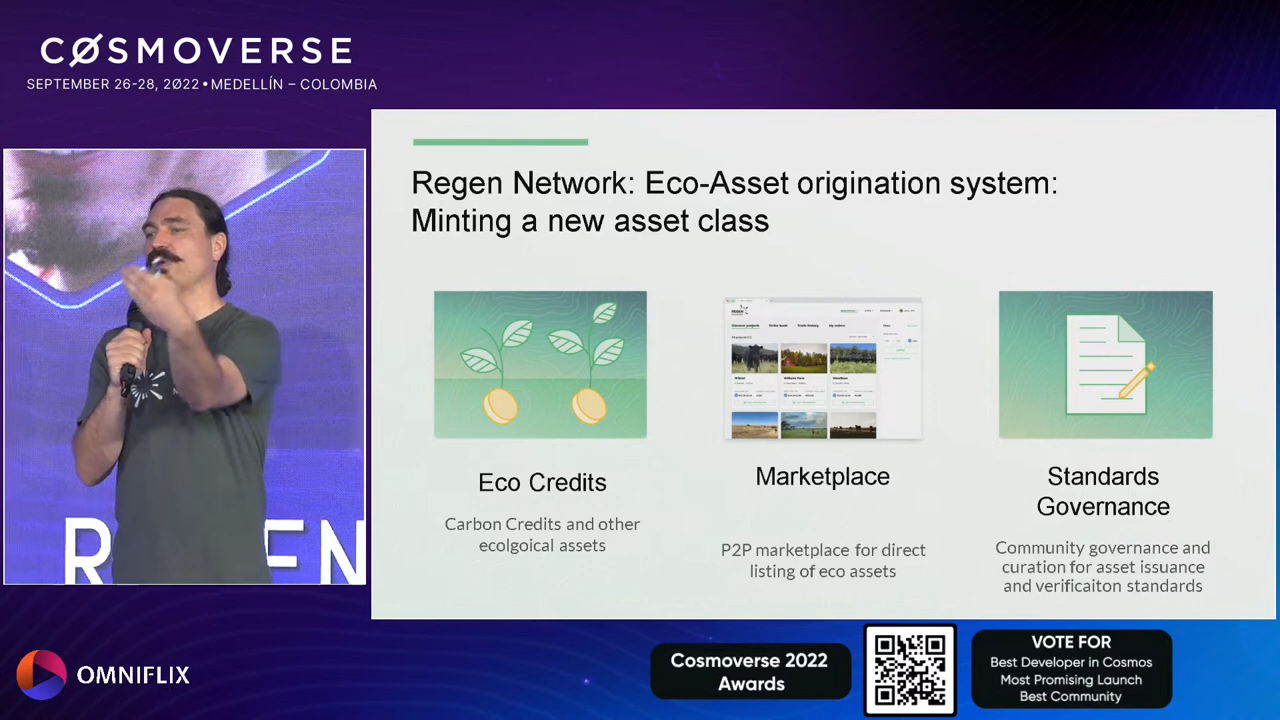 CØSMOVERSE
SEPTEMBER 26-28, 2Ø22 • MEDELLÍN – COLOMBIA
Regen Network: Eco-Asset origination system:
Minting a new asset class
Eco Credits
Carbon Credits and other
ecolgoical assets
Marketplace
P2P marketplace for direct
listing of eco assets
Standards
Governance
Community governance and
curation for asset issuance
and verificaiton standards
OMNIFLIX
Cosmoverse 2022
Awards
VOTE FOR
Best Developer in Cosmos
Most Promising Launch
Best Community